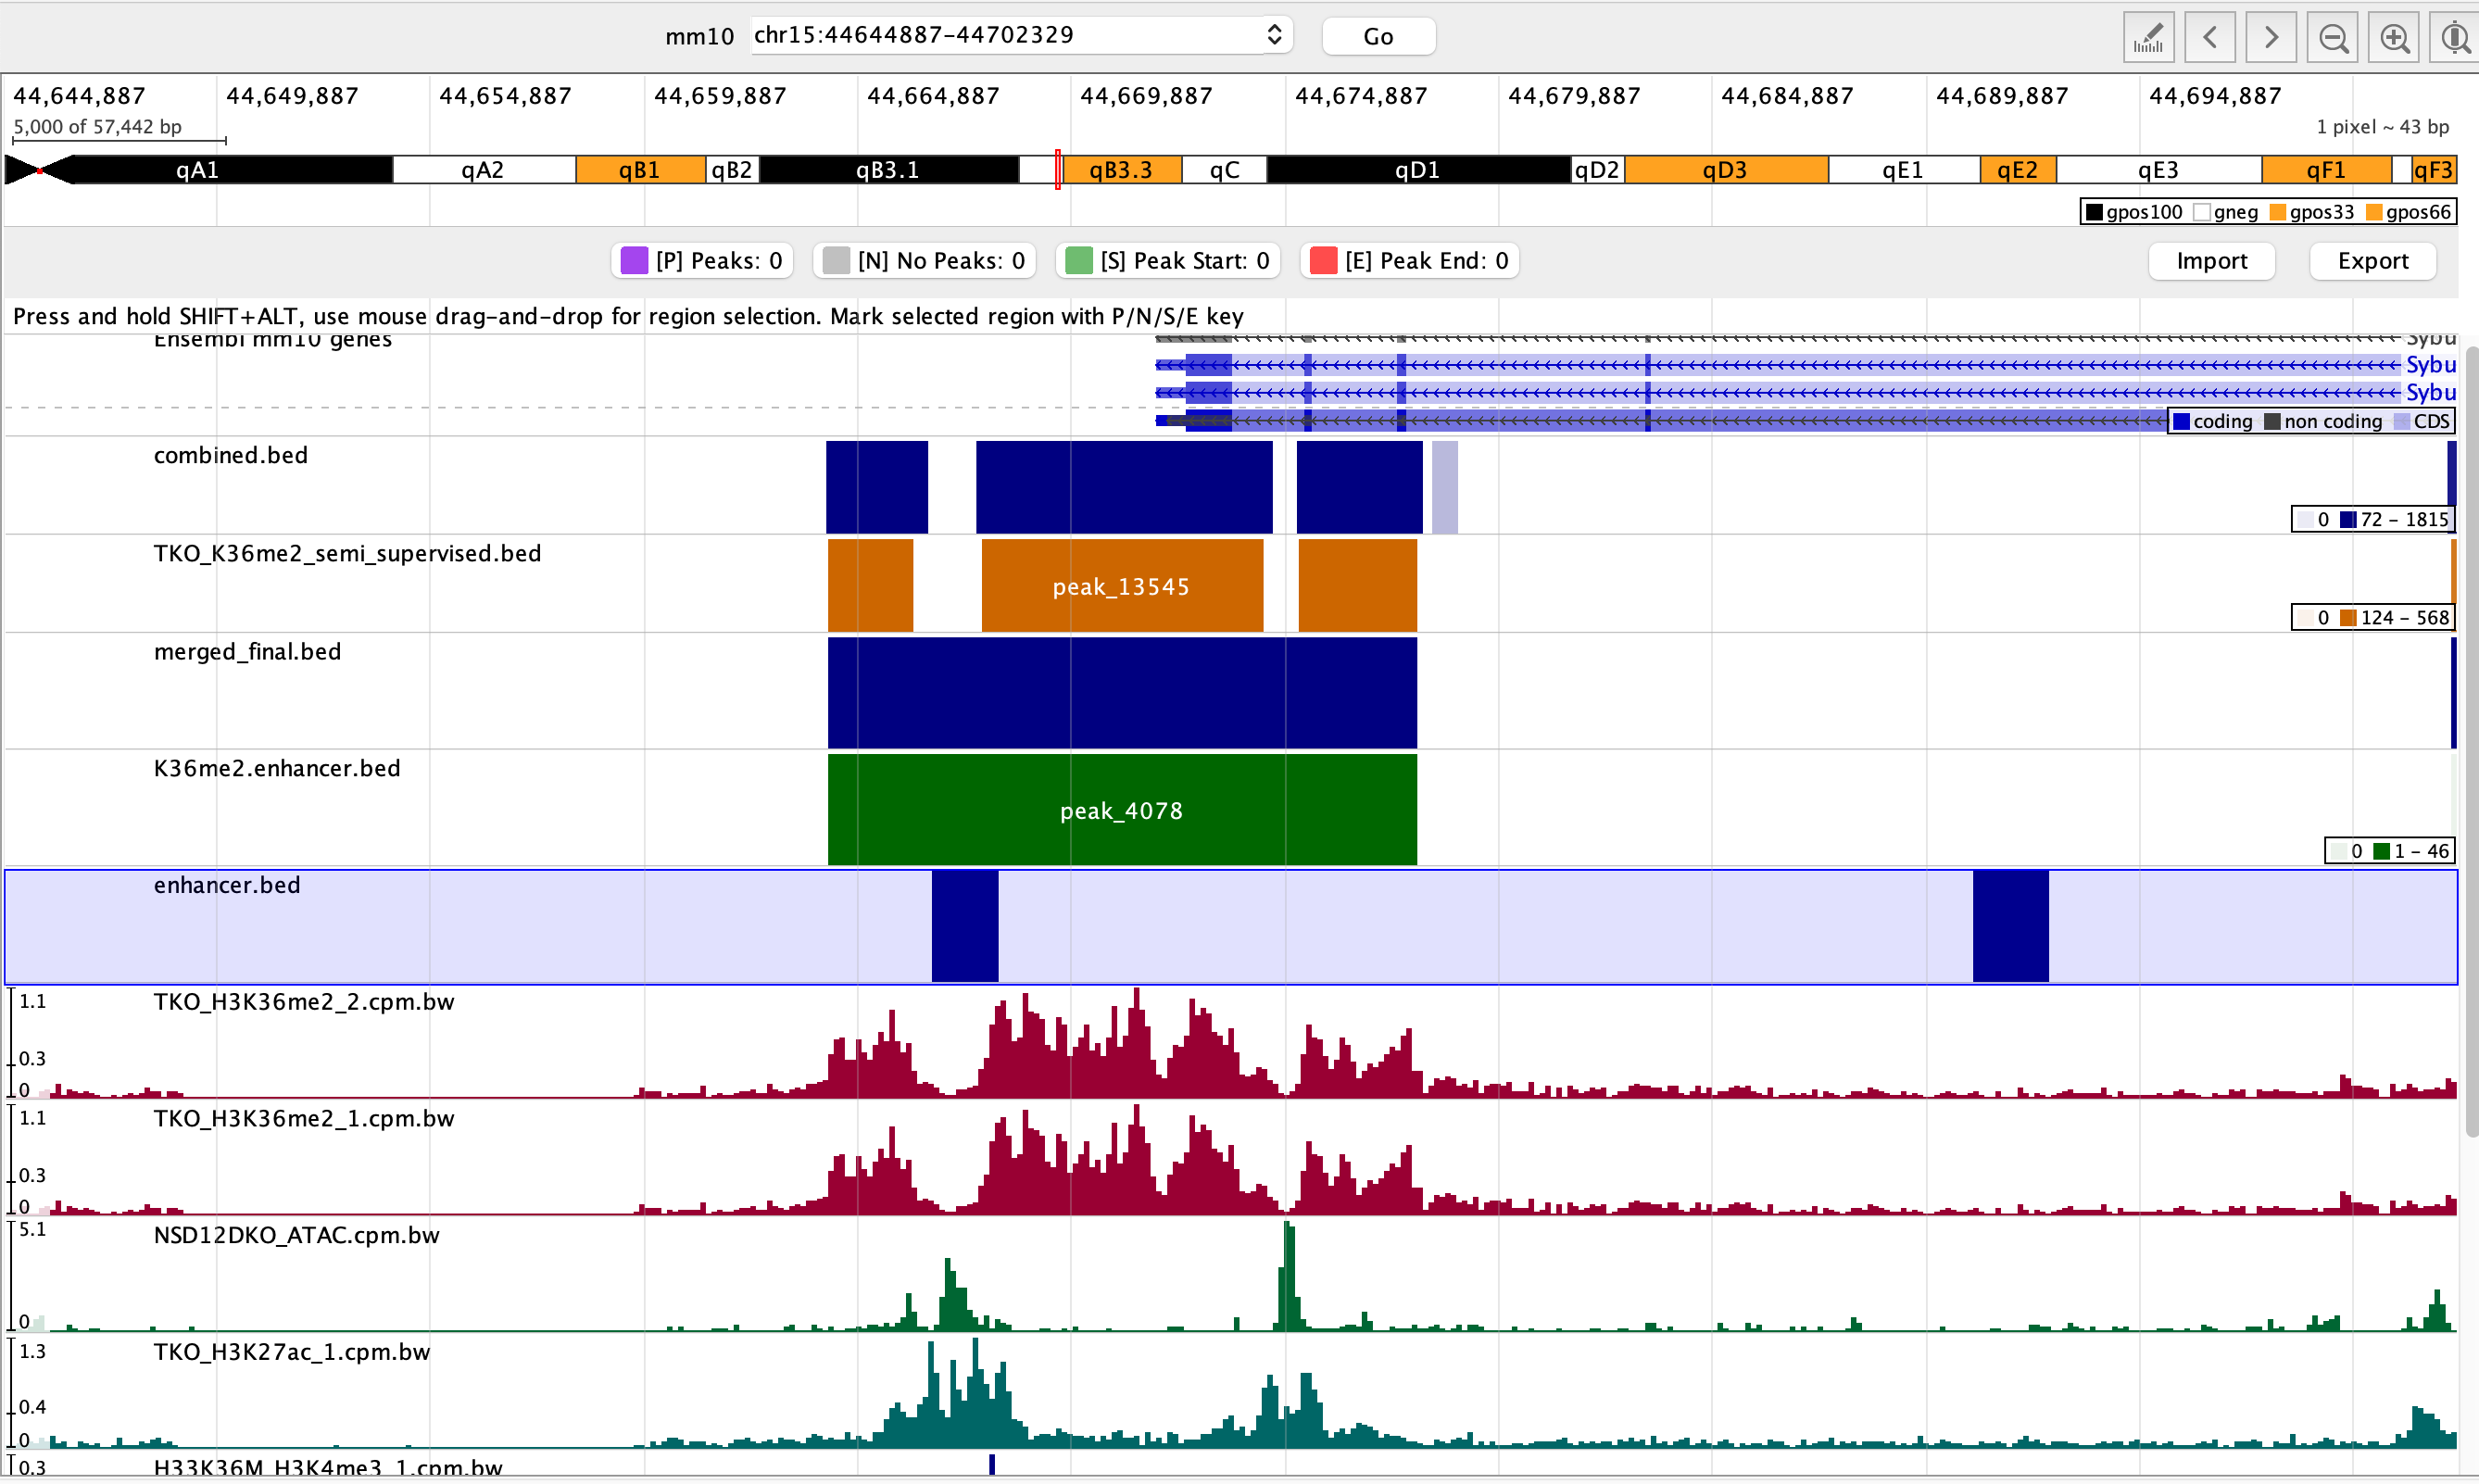 mm10 chr15:44644887-44702329 Go
44,644,887 44,649,887 44,654,887 44,659,887 44,664,887 44,669,887 44,674,887 44,679,887 44,684,887 44,689,887 44,694,887
5,000 of 57,442 bp 1 pixel ~ 43 bp
qA1 qA2 qB1 qB2 qB3.1 qB3.3 qC qD1 qD2 qD3 qE1 qE2 qE3 qF1 qF3
gpos100 gneg gpos33 gpos66
[P] Peaks: 0 [N] No Peaks: 0 [S] Peak Start: 0 [E] Peak End: 0 Import Export
Press and hold SHIFT+ALT, use mouse drag-and-drop for region selection. Mark selected region with P/N/S/E key
Ensembl mm10 genes Sybu
Sybu
Sybu
coding non coding CDS
combined.bed
0 72 - 1815
TKO_K36me2_semi_supervised.bed
peak_13545
0 124 - 568
merged_final.bed
K36me2.enhancer.bed
peak_4078
0 1 - 46
enhancer.bed
1.1 TKO_H3K36me2_2.cpm.bw
0.3
0
1.1 TKO_H3K36me2_1.cpm.bw
0.3
0
5.1 NSD12DKO_ATAC.cpm.bw
0
1.3 TKO_H3K27ac_1.cpm.bw
0.4
0
0.3 H33K36M_H3K4me3_1.cpm.bw